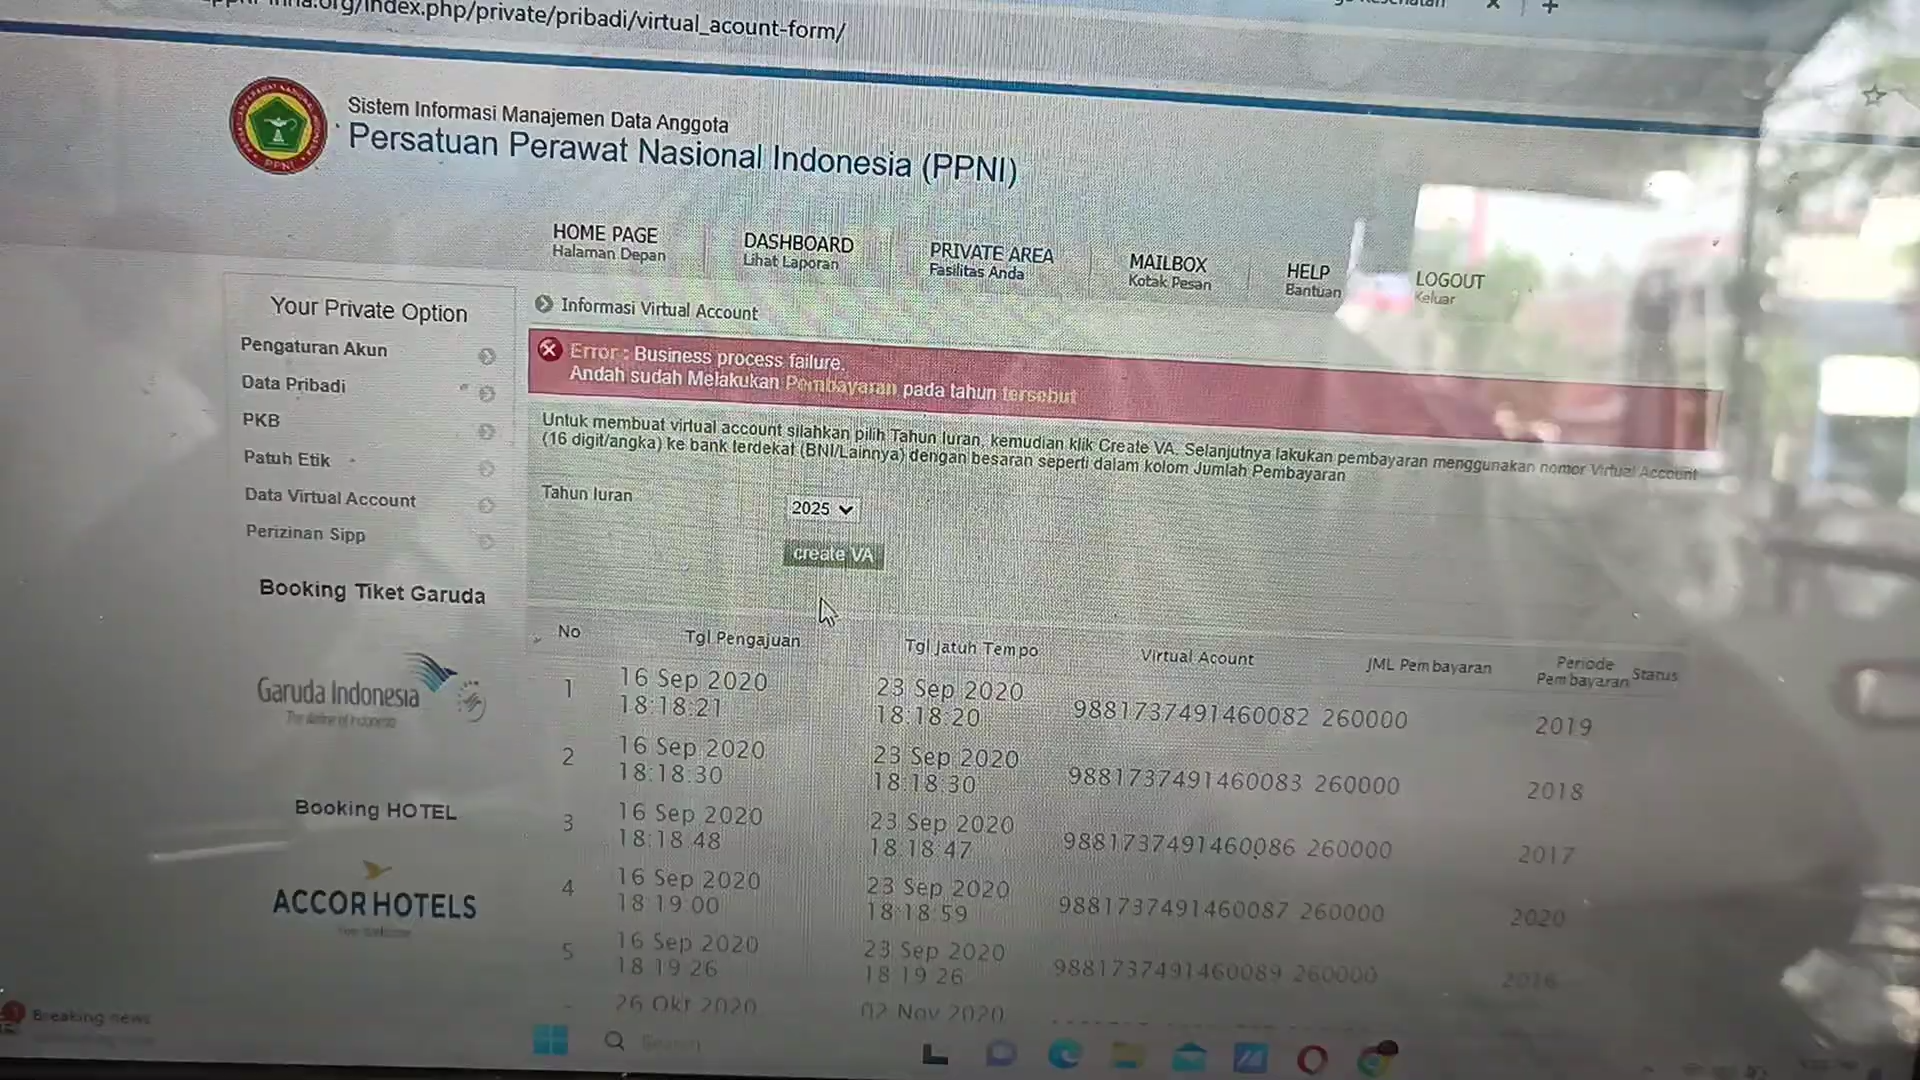 .org/index.php/private/pribadi/virtual_acount-form/
Sistem Informasi Manajemen Data Anggota
Persatuan Perawat Nasional Indonesia (PPNI)
PPNI
HOME PAGE
Halaman Depan
DASHBOARD
Lihat Laporan
PRIVATE AREA
Fasilitas Anda
MAILBOX
Kotak Pesan
HELP
Bantuan
LOGOUT
Keluar
Your Private Option
Pengaturan Akun
Data Pribadi
PKB
Patuh Etik
Data Virtual Account
Perizinan Sipp
Booking Tiket Garuda
Garuda Indonesia
Booking HOTEL
ACCORHOTELS
Informasi Virtual Account
Error : Business process failure.
Andah sudah Melakukan Pembayaran pada tahun tersebut
Untuk membuat virtual account silahkan pilih Tahun Iuran, kemudian klik Create VA. Selanjutnya lakukan pembayaran menggunakan nomor Virtual Account
(16 digit/angka) ke bank terdekat (BNI/Lainnya) dengan besaran seperti dalam kolom Jumlah Pembayaran
Tahun Iuran 2025
create VA
No Tgl Pengajuan Tgl Jatuh Tempo Virtual Acount JML Pembayaran Periode Pembayaran Status
1 16 Sep 2020 18:18:21 23 Sep 2020 18:18:20 9881737491460082 260000 2019
2 16 Sep 2020 18:18:30 23 Sep 2020 18:18:30 9881737491460083 260000 2018
3 16 Sep 2020 18:18:48 23 Sep 2020 18:18:47 9881737491460086 260000 2017
4 16 Sep 2020 18:19:00 23 Sep 2020 18:18:59 9881737491460087 260000 2020
5 16 Sep 2020 18:19:26 23 Sep 2020 18:19:26 9881737491460089 260000 2016
26 Okt 2020 02 Nov 2020
Breaking news
Search